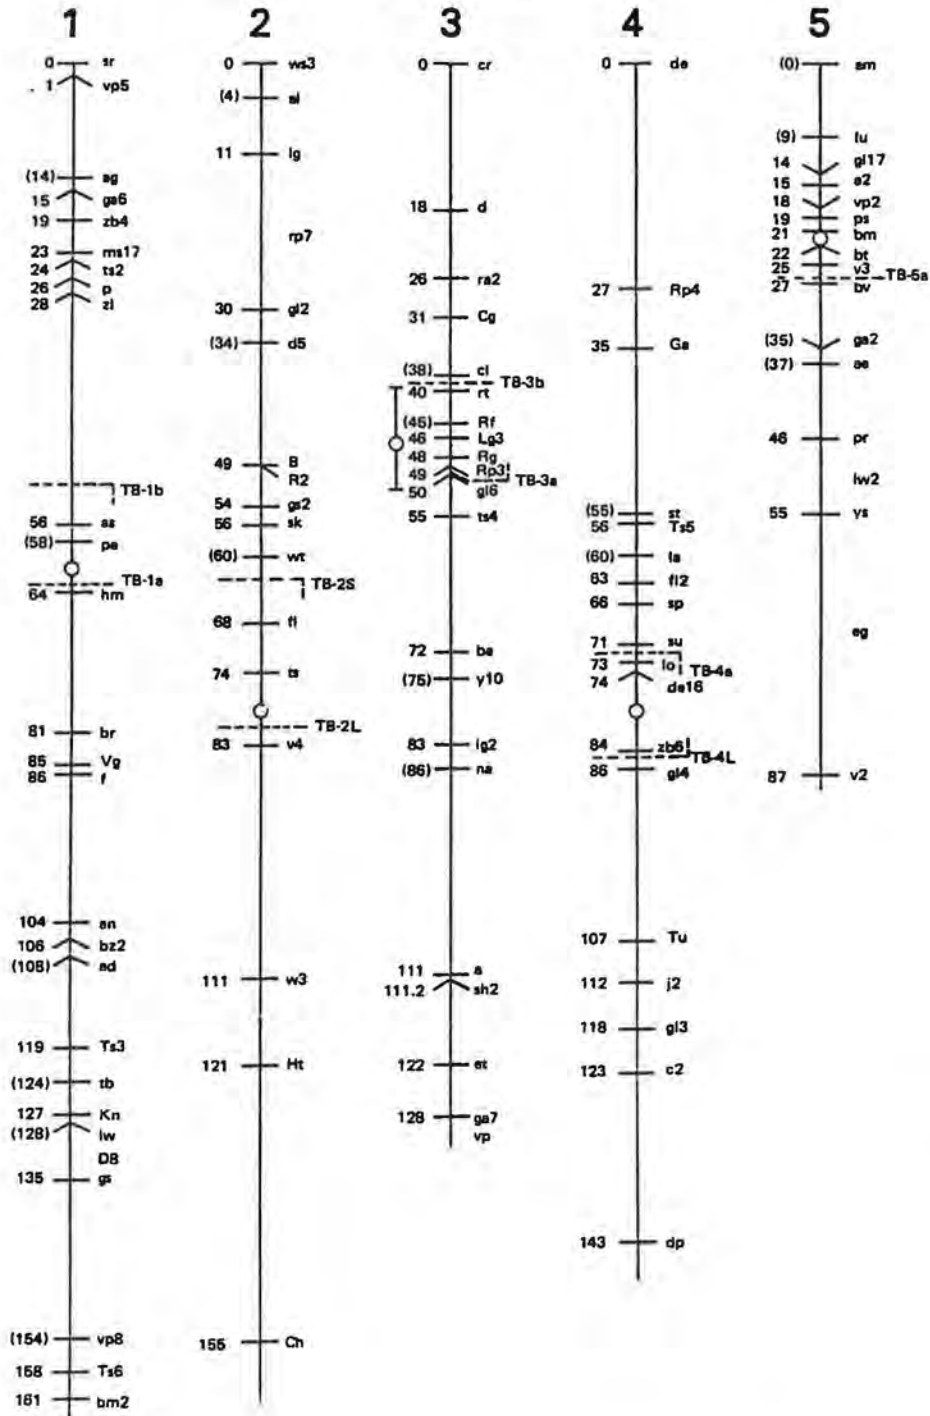 1 2 3 4 5
0 sr
1 vp5
(14) ag
15 gs6
19 zb4
23 ms17
24 ts2
26 p
28 zl
TB-1b
56 as
(58) pa
TB-1a
64 hm
81 br
85 Vg
86 f
104 an
106 bz2
(108) ad
119 Ts3
(124) tb
127 Kn
(128) lw
D8
135 gs
(154) vp8
158 Ts6
161 bm2
0 ws3
(4) al
11 lg
rp7
30 gl2
(34) d5
49 B
R2
54 gs2
56 sk
(60) wt
TB-2S
68 fl
74 ts
TB-2L
83 v4
111 w3
121 Ht
155 Ch
0 cr
18 d
26 ra2
31 Cg
(38) cl
TB-3b
40 rt
(45) Rf
46 Lg3
48 Rg
49 Rp3
TB-3a
50 gl6
55 ts4
72 ba
(75) y10
83 lg2
(86) na
111 a
111.2 sh2
122 et
128 ga7
vp
0 de
27 Rp4
35 Ga
(55) st
56 Ts5
(60) la
63 fl2
66 sp
71 su
73 lo
TB-4a
74 de16
84 zb6
TB-4L
86 gl4
107 Tu
112 j2
118 gl3
123 c2
143 dp
(0) am
(9) lu
14 gl17
15 a2
18 vp2
19 ps
21 bm
22 bt
25 v3
TB-5a
27 bv
(35) ga2
(37) ae
46 pr
lw2
55 ys
eg
87 v2